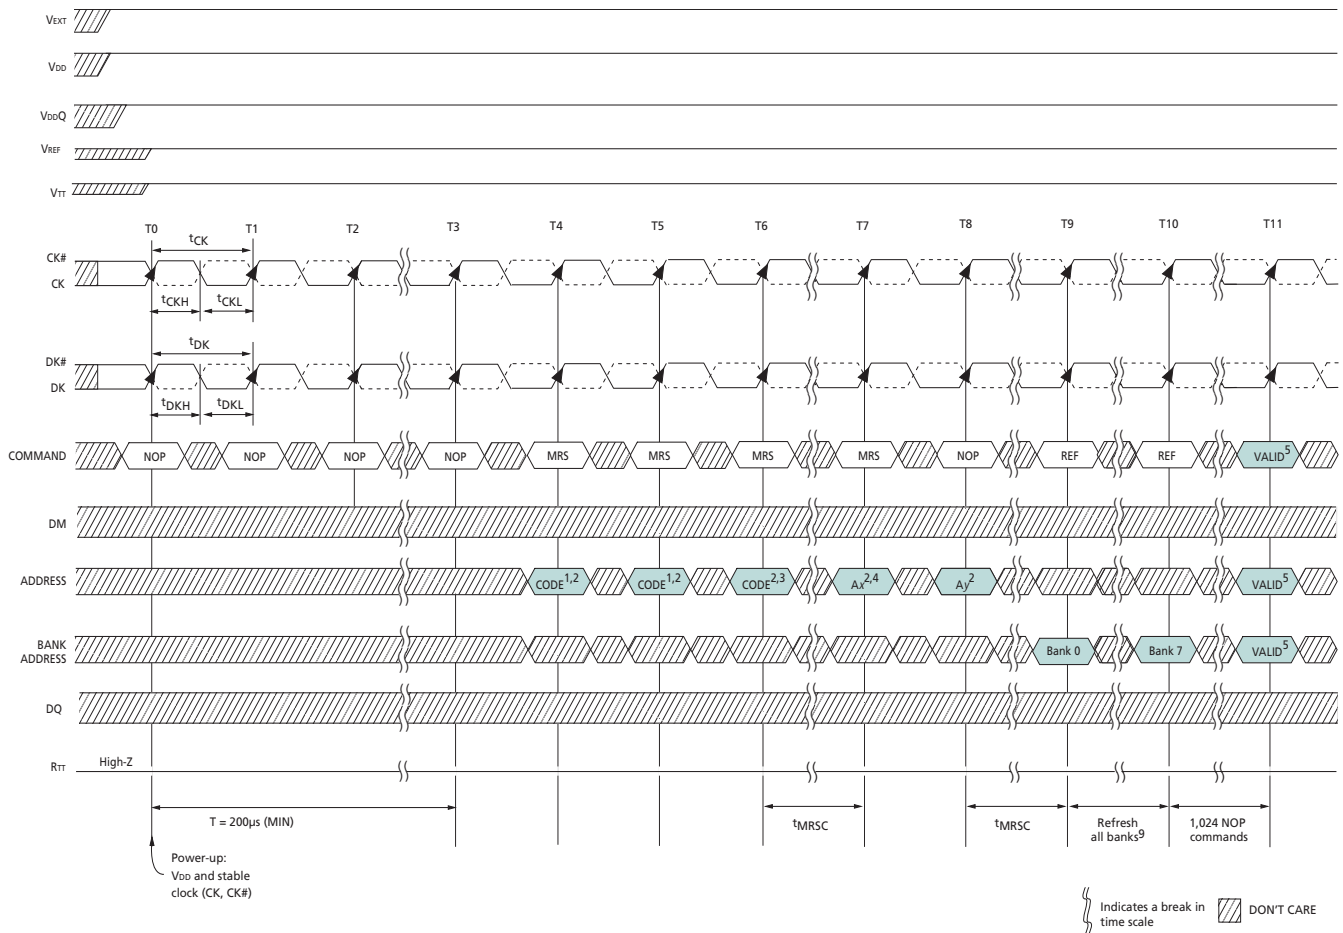 VEXT
VDD
VDDQ
VREF
VTT
T0 T1 T2 T3 T4 T5 T6 T7 T8 T9 T10 T11
tCK
CK#
CK
tCKH tCKL
tDK
DK#
DK
tDKH tDKL
COMMAND NOP NOP NOP NOP MRS MRS MRS MRS NOP REF REF VALID5
DM
ADDRESS CODE1,2 CODE1,2 CODE2,3 Ax2,4 Ay2 VALID5
BANK
ADDRESS Bank 0 Bank 7 VALID5
DQ
RTT High-Z
T = 200µs (MIN)
tMRSC
tMRSC
Refresh
all banks9
1,024 NOP
commands
Power-up:
VDD and stable
clock (CK, CK#)
Indicates a break in
time scale
DON'T CARE